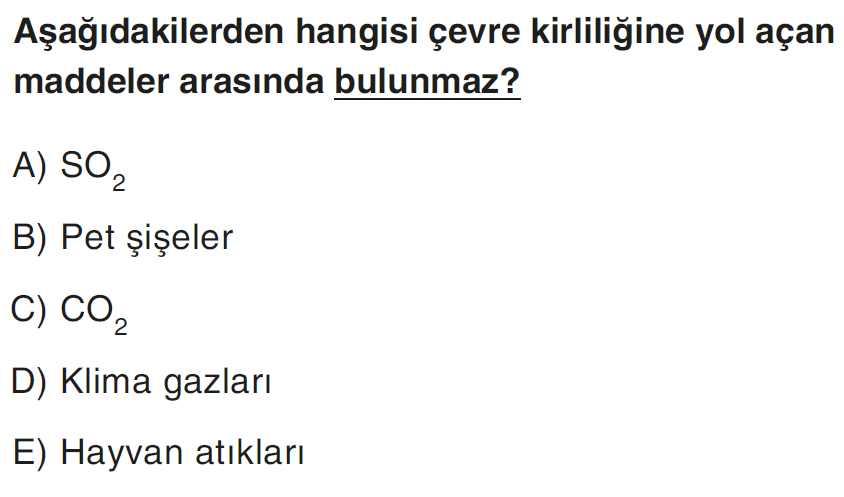 Aşağıdakilerden hangisi çevre kirliliğine yol açan
maddeler arasında bulunmaz?
A) SO₂
B) Pet şişeler
C) CO₂
D) Klima gazları
E) Hayvan atıkları